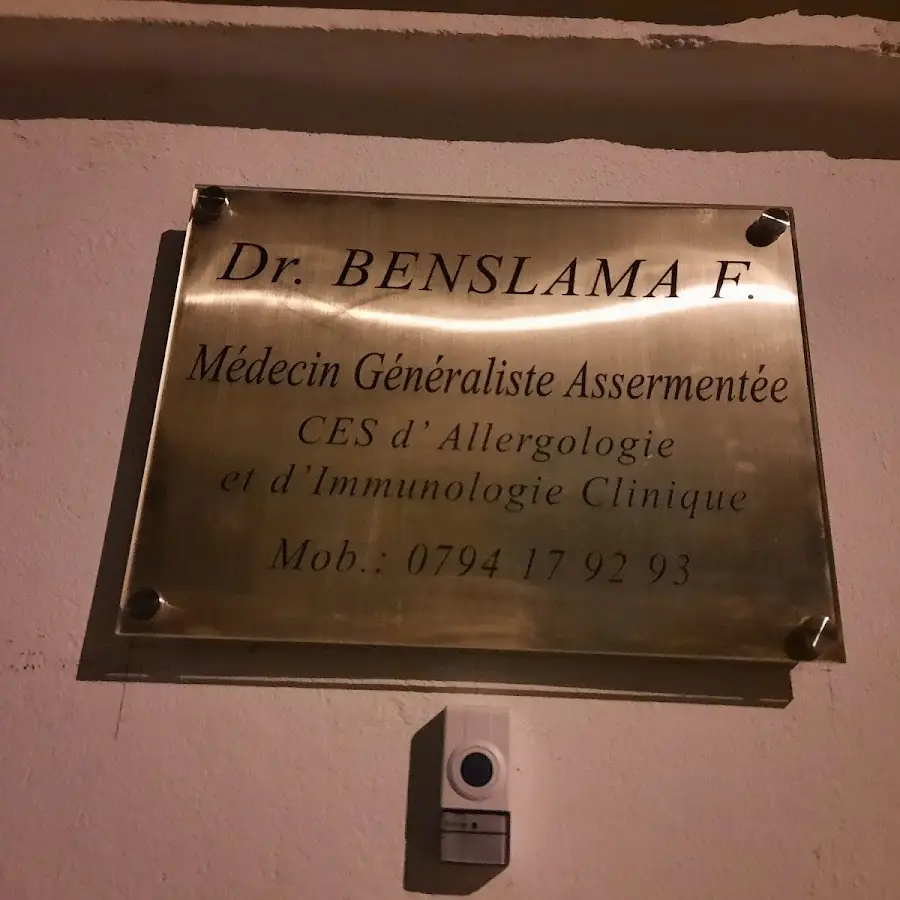 Dr. BENSLAMA F.
Médecin Généraliste Assermentée
CES d'Allergologie
et d'Immunologie Clinique
Mob.: 0794 17 92 93